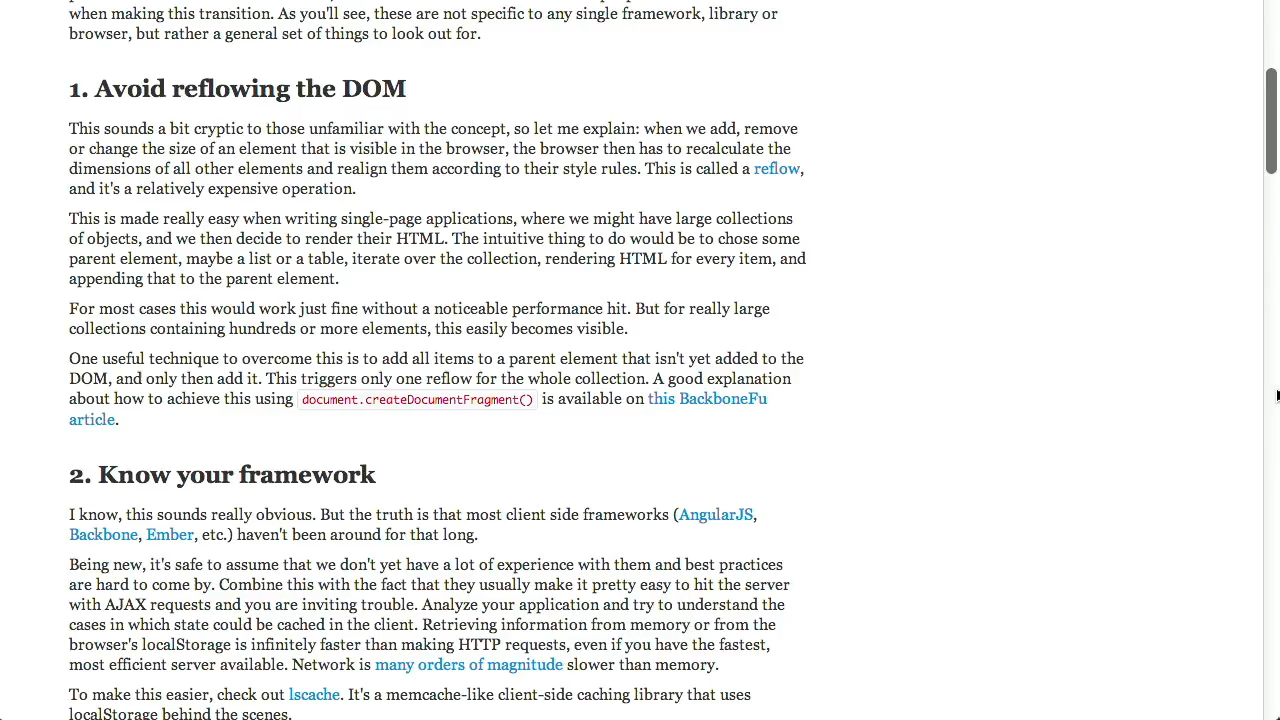 when making this transition. As you'll see, these are not specific to any single framework, library or
browser, but rather a general set of things to look out for.
1. Avoid reflowing the DOM
This sounds a bit cryptic to those unfamiliar with the concept, so let me explain: when we add, remove
or change the size of an element that is visible in the browser, the browser then has to recalculate the
dimensions of all other elements and realign them according to their style rules. This is called a reflow,
and it's a relatively expensive operation.
This is made really easy when writing single-page applications, where we might have large collections
of objects, and we then decide to render their HTML. The intuitive thing to do would be to chose some
parent element, maybe a list or a table, iterate over the collection, rendering HTML for every item, and
appending that to the parent element.
For most cases this would work just fine without a noticeable performance hit. But for really large
collections containing hundreds or more elements, this easily becomes visible.
One useful technique to overcome this is to add all items to a parent element that isn't yet added to the
DOM, and only then add it. This triggers only one reflow for the whole collection. A good explanation
about how to achieve this using document.createDocumentFragment() is available on this BackboneFu
article.
2. Know your framework
I know, this sounds really obvious. But the truth is that most client side frameworks (AngularJS,
Backbone, Ember, etc.) haven't been around for that long.
Being new, it's safe to assume that we don't yet have a lot of experience with them and best practices
are hard to come by. Combine this with the fact that they usually make it pretty easy to hit the server
with AJAX requests and you are inviting trouble. Analyze your application and try to understand the
cases in which state could be cached in the client. Retrieving information from memory or from the
browser's localStorage is infinitely faster than making HTTP requests, even if you have the fastest,
most efficient server available. Network is many orders of magnitude slower than memory.
To make this easier, check out lscache. It's a memcache-like client-side caching library that uses
localStorage behind the scenes.